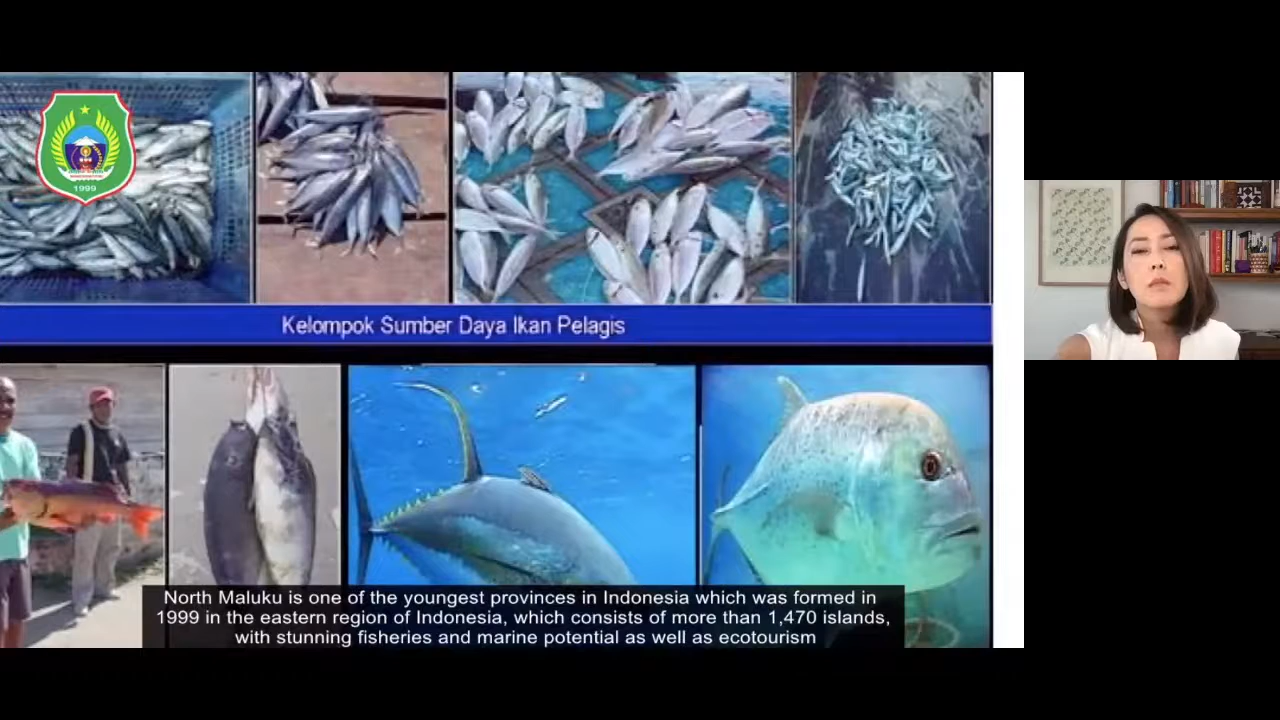 1999
Kelompok Sumber Daya Ikan Pelagis
North Maluku is one of the youngest provinces in Indonesia which was formed in
1999 in the eastern region of Indonesia, which consists of more than 1,470 islands,
with stunning fisheries and marine potential as well as ecotourism